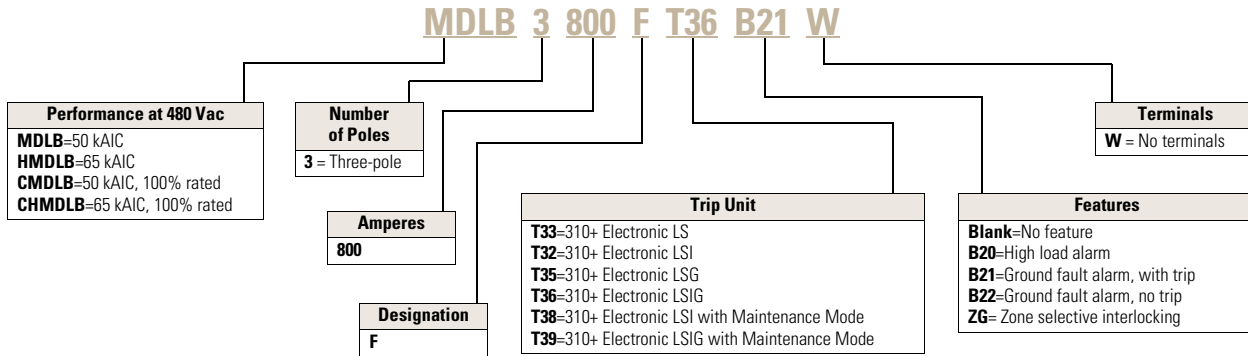 MDLB 3 800 F T36 B21 W
Performance at 480 Vac
MDLB=50 kAIC
HMDLB=65 kAIC
CMDLB=50 kAIC, 100% rated
CHMDLB=65 kAIC, 100% rated
Number
of Poles
3 = Three-pole
Amperes
800
Designation
F
Trip Unit
T33=310+ Electronic LS
T32=310+ Electronic LSI
T35=310+ Electronic LSG
T36=310+ Electronic LSIG
T38=310+ Electronic LSI with Maintenance Mode
T39=310+ Electronic LSIG with Maintenance Mode
Features
Blank=No feature
B20=High load alarm
B21=Ground fault alarm, with trip
B22=Ground fault alarm, no trip
ZG= Zone selective interlocking
Terminals
W = No terminals